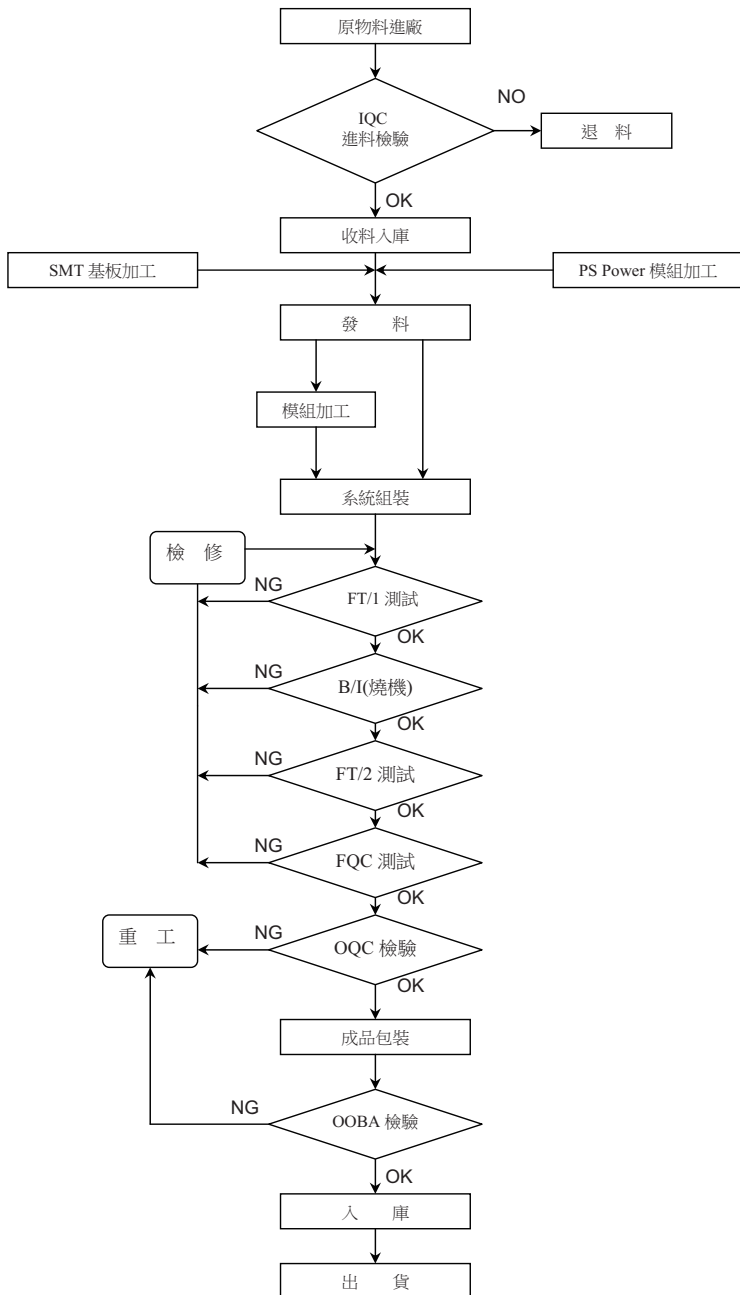 原物料進廠
IQC
進料檢驗
NO
退　料
OK
收料入庫
SMT 基板加工
PS Power 模組加工
發　　料
模組加工
系統組裝
檢　修
NG
FT/1 測試
OK
NG
B/I(燒機)
OK
NG
FT/2 測試
OK
NG
FQC 測試
OK
重　工
NG
OQC 檢驗
OK
成品包裝
NG
OOBA 檢驗
OK
入　　庫
出　　貨